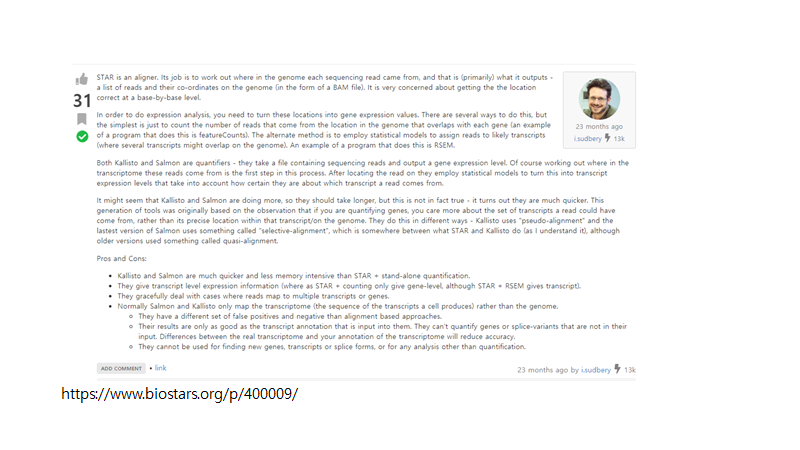 STAR is an aligner. Its job is to work out where in the genome each sequencing read came from, and that is (primarily) what it outputs -
a list of reads and their co-ordinates on the genome (in the form of a BAM file). It is very concerned about getting the the location
correct at a base-by-base level.
31
In order to do expression analysis, you need to turn these locations into gene expression values. There are several ways to do this, but
the simplest is just to count the number of reads that come from the location in the genome that overlaps with each gene (an example
of a program that does this is featureCounts). The alternate method is to employ statistical models to assign reads to likely transcripts
(where several transcripts might overlap on the genome). An example of a program that does this is RSEM.
23 months ago
i.sudbery 13k
Both Kallisto and Salmon are quantifiers - they take a file containing sequencing reads and output a gene expression level. Of course working out where in the
transcriptome these reads come from is the first step in this process. After locating the read on they employ statistical models to turn this into transcript
expression levels that take into account how certain they are about which transcript a read comes from.
It might seem that Kallisto and Salmon are doing more, so they should take longer, but this is not in fact true - it turns out they are much quicker. This
generation of tools was originally based on the observation that if you are quantifying genes, you care more about the set of transcripts a read could have
come from, rather than its precise location within that transcript/on the genome. They do this in different ways - Kallisto uses "pseudo-alignment" and the
lastest version of Salmon uses something called "selective-alignment", which is somewhere between what STAR and Kallisto do (as I understand it), although
older versions used something called quasi-alignment.
Pros and Cons:
• Kallisto and Salmon are much quicker and less memory intensive than STAR + stand-alone quantification.
• They give transcript level expression information (where as STAR + counting only give gene-level, although STAR + RSEM gives transcript).
• They gracefully deal with cases where reads map to multiple transcripts or genes.
• Normally Salmon and Kallisto only map the transcriptome (the sequence of the transcripts a cell produces) rather than the genome.
◦ They have a different set of false positives and negative than alignment based approaches.
◦ Their results are only as good as the transcript annotation that is input into them. They can't quantify genes or splice-variants that are not in their
input. Differences between the real transcriptome and your annotation of the transcriptome will reduce accuracy.
◦ They cannot be used for finding new genes, transcripts or splice forms, or for any analysis other than quantification.
ADD COMMENT • link
23 months ago by i.sudbery 13k
https://www.biostars.org/p/400009/